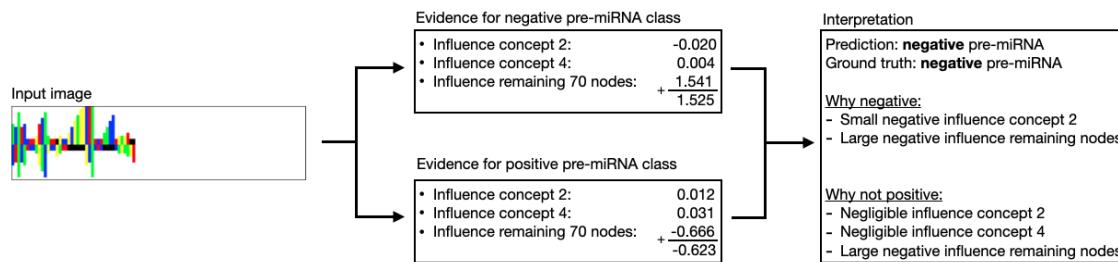 Input image
Evidence for negative pre-miRNA class
• Influence concept 2: -0.020
• Influence concept 4: 0.004
• Influence remaining 70 nodes: + 1.541
1.525
Evidence for positive pre-miRNA class
• Influence concept 2: 0.012
• Influence concept 4: 0.031
• Influence remaining 70 nodes: + -0.666
-0.623
Interpretation
Prediction: negative pre-miRNA
Ground truth: negative pre-miRNA
Why negative:
- Small negative influence concept 2
- Large negative influence remaining nodes
Why not positive:
- Negligible influence concept 2
- Negligible influence concept 4
- Large negative influence remaining nodes